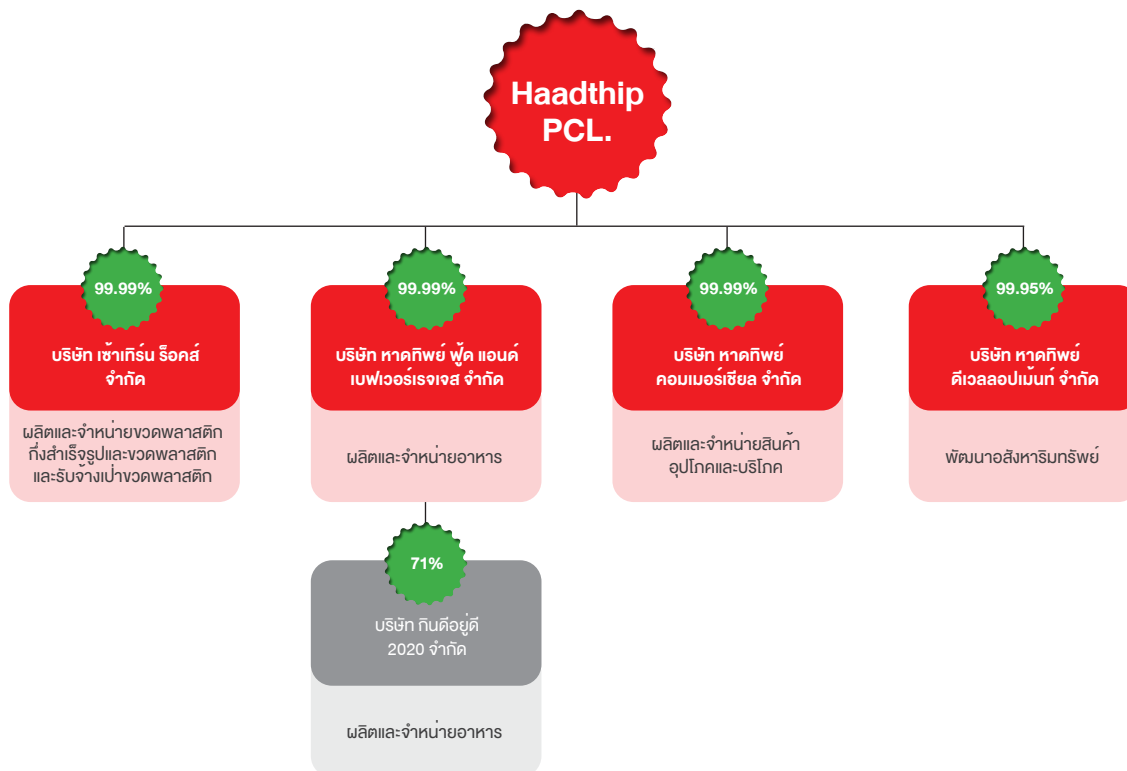 Haadthip
PCL.
99.99%
บริษัท เซ้าเทิร์น ร็อคส์
จำกัด
ผลิตและจำหน่ายขวดพลาสติก
กึ่งสำเร็จรูปและขวดพลาสติก
และรับจ้างเป่าขวดพลาสติก
99.99%
บริษัท หาดทิพย์ ฟู้ด แอนด์
เบฟเวอร์เรจเจส จำกัด
ผลิตและจำหน่ายอาหาร
99.99%
บริษัท หาดทิพย์
คอมเมอร์เชียล จำกัด
ผลิตและจำหน่ายสินค้า
อุปโภคและบริโภค
99.95%
บริษัท หาดทิพย์
ดีเวลลอปเม้นท์ จำกัด
พัฒนาอสังหาริมทรัพย์
71%
บริษัท กินดีอยู่ดี
2020 จำกัด
ผลิตและจำหน่ายอาหาร